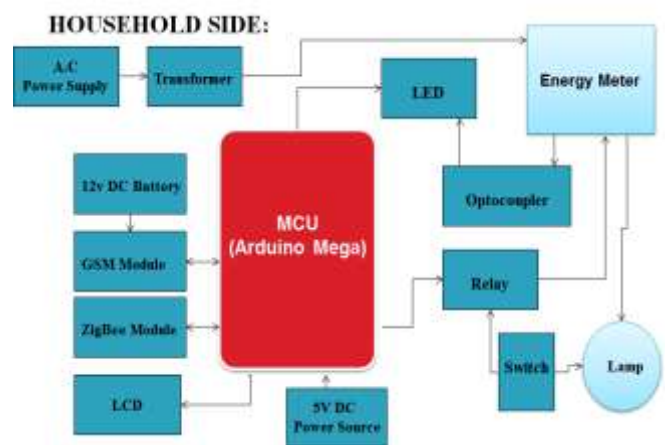 HOUSEHOLD SIDE:
A.C
Power Supply
Transformer
Energy Meter
LED
12v DC Battery
Optocoupler
MCU
(Arduino Mega)
GSM Module
Relay
ZigBee Module
Switch
Lamp
LCD
5V DC
Power Source